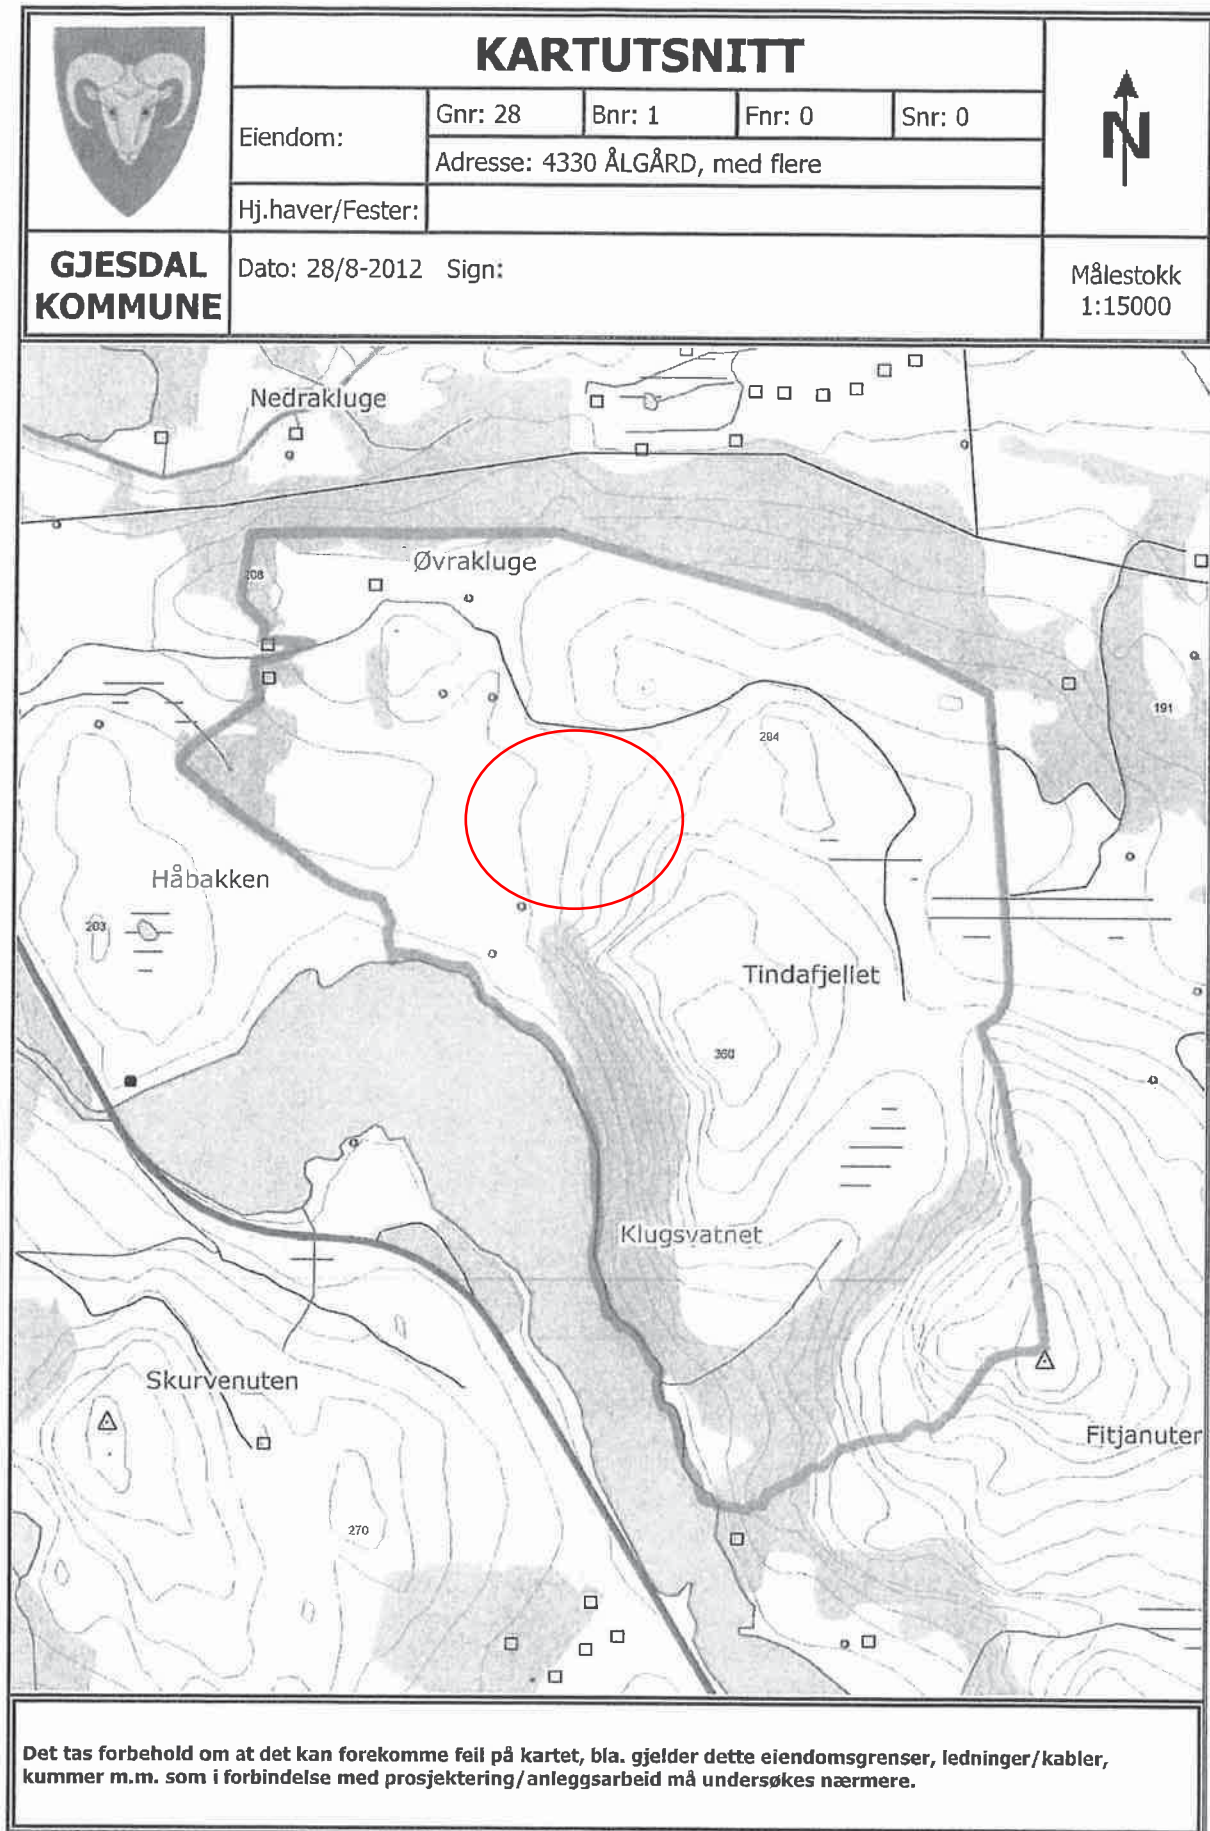 KARTUTSNITT
Eiendom:
Gnr: 28
Bnr: 1
Fnr: 0
Snr: 0
Adresse: 4330 ÅLGÅRD, med flere
Hj.haver/Fester:
N
GJESDAL
KOMMUNE
Dato: 28/8-2012 Sign:
Målestokk
1:15000
Nedrakluge
Øvrakluge
208
191
284
Håbakken
203
Tindafjellet
360
Klugsvatnet
Skurvenuten
Fitjanuter
270
Det tas forbehold om at det kan forekomme feil på kartet, bla. gjelder dette eiendomsgrenser, ledninger/kabler,
kummer m.m. som i forbindelse med prosjektering/anleggsarbeid må undersøkes nærmere.